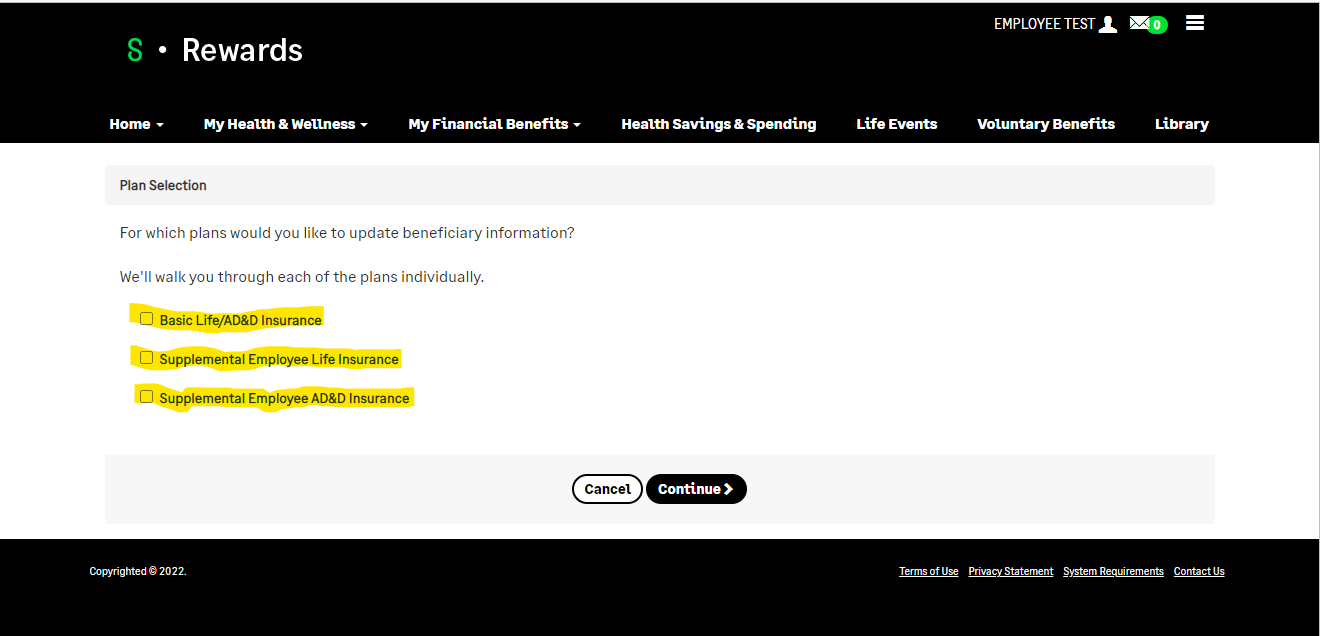 EMPLOYEE TEST 0
S • Rewards
Home My Health & Wellness My Financial Benefits Health Savings & Spending Life Events Voluntary Benefits Library
Plan Selection
For which plans would you like to update beneficiary information?
We'll walk you through each of the plans individually.
Basic Life/AD&D Insurance
Supplemental Employee Life Insurance
Supplemental Employee AD&D Insurance
Cancel Continue
Copyrighted © 2022. Terms of Use Privacy Statement System Requirements Contact Us